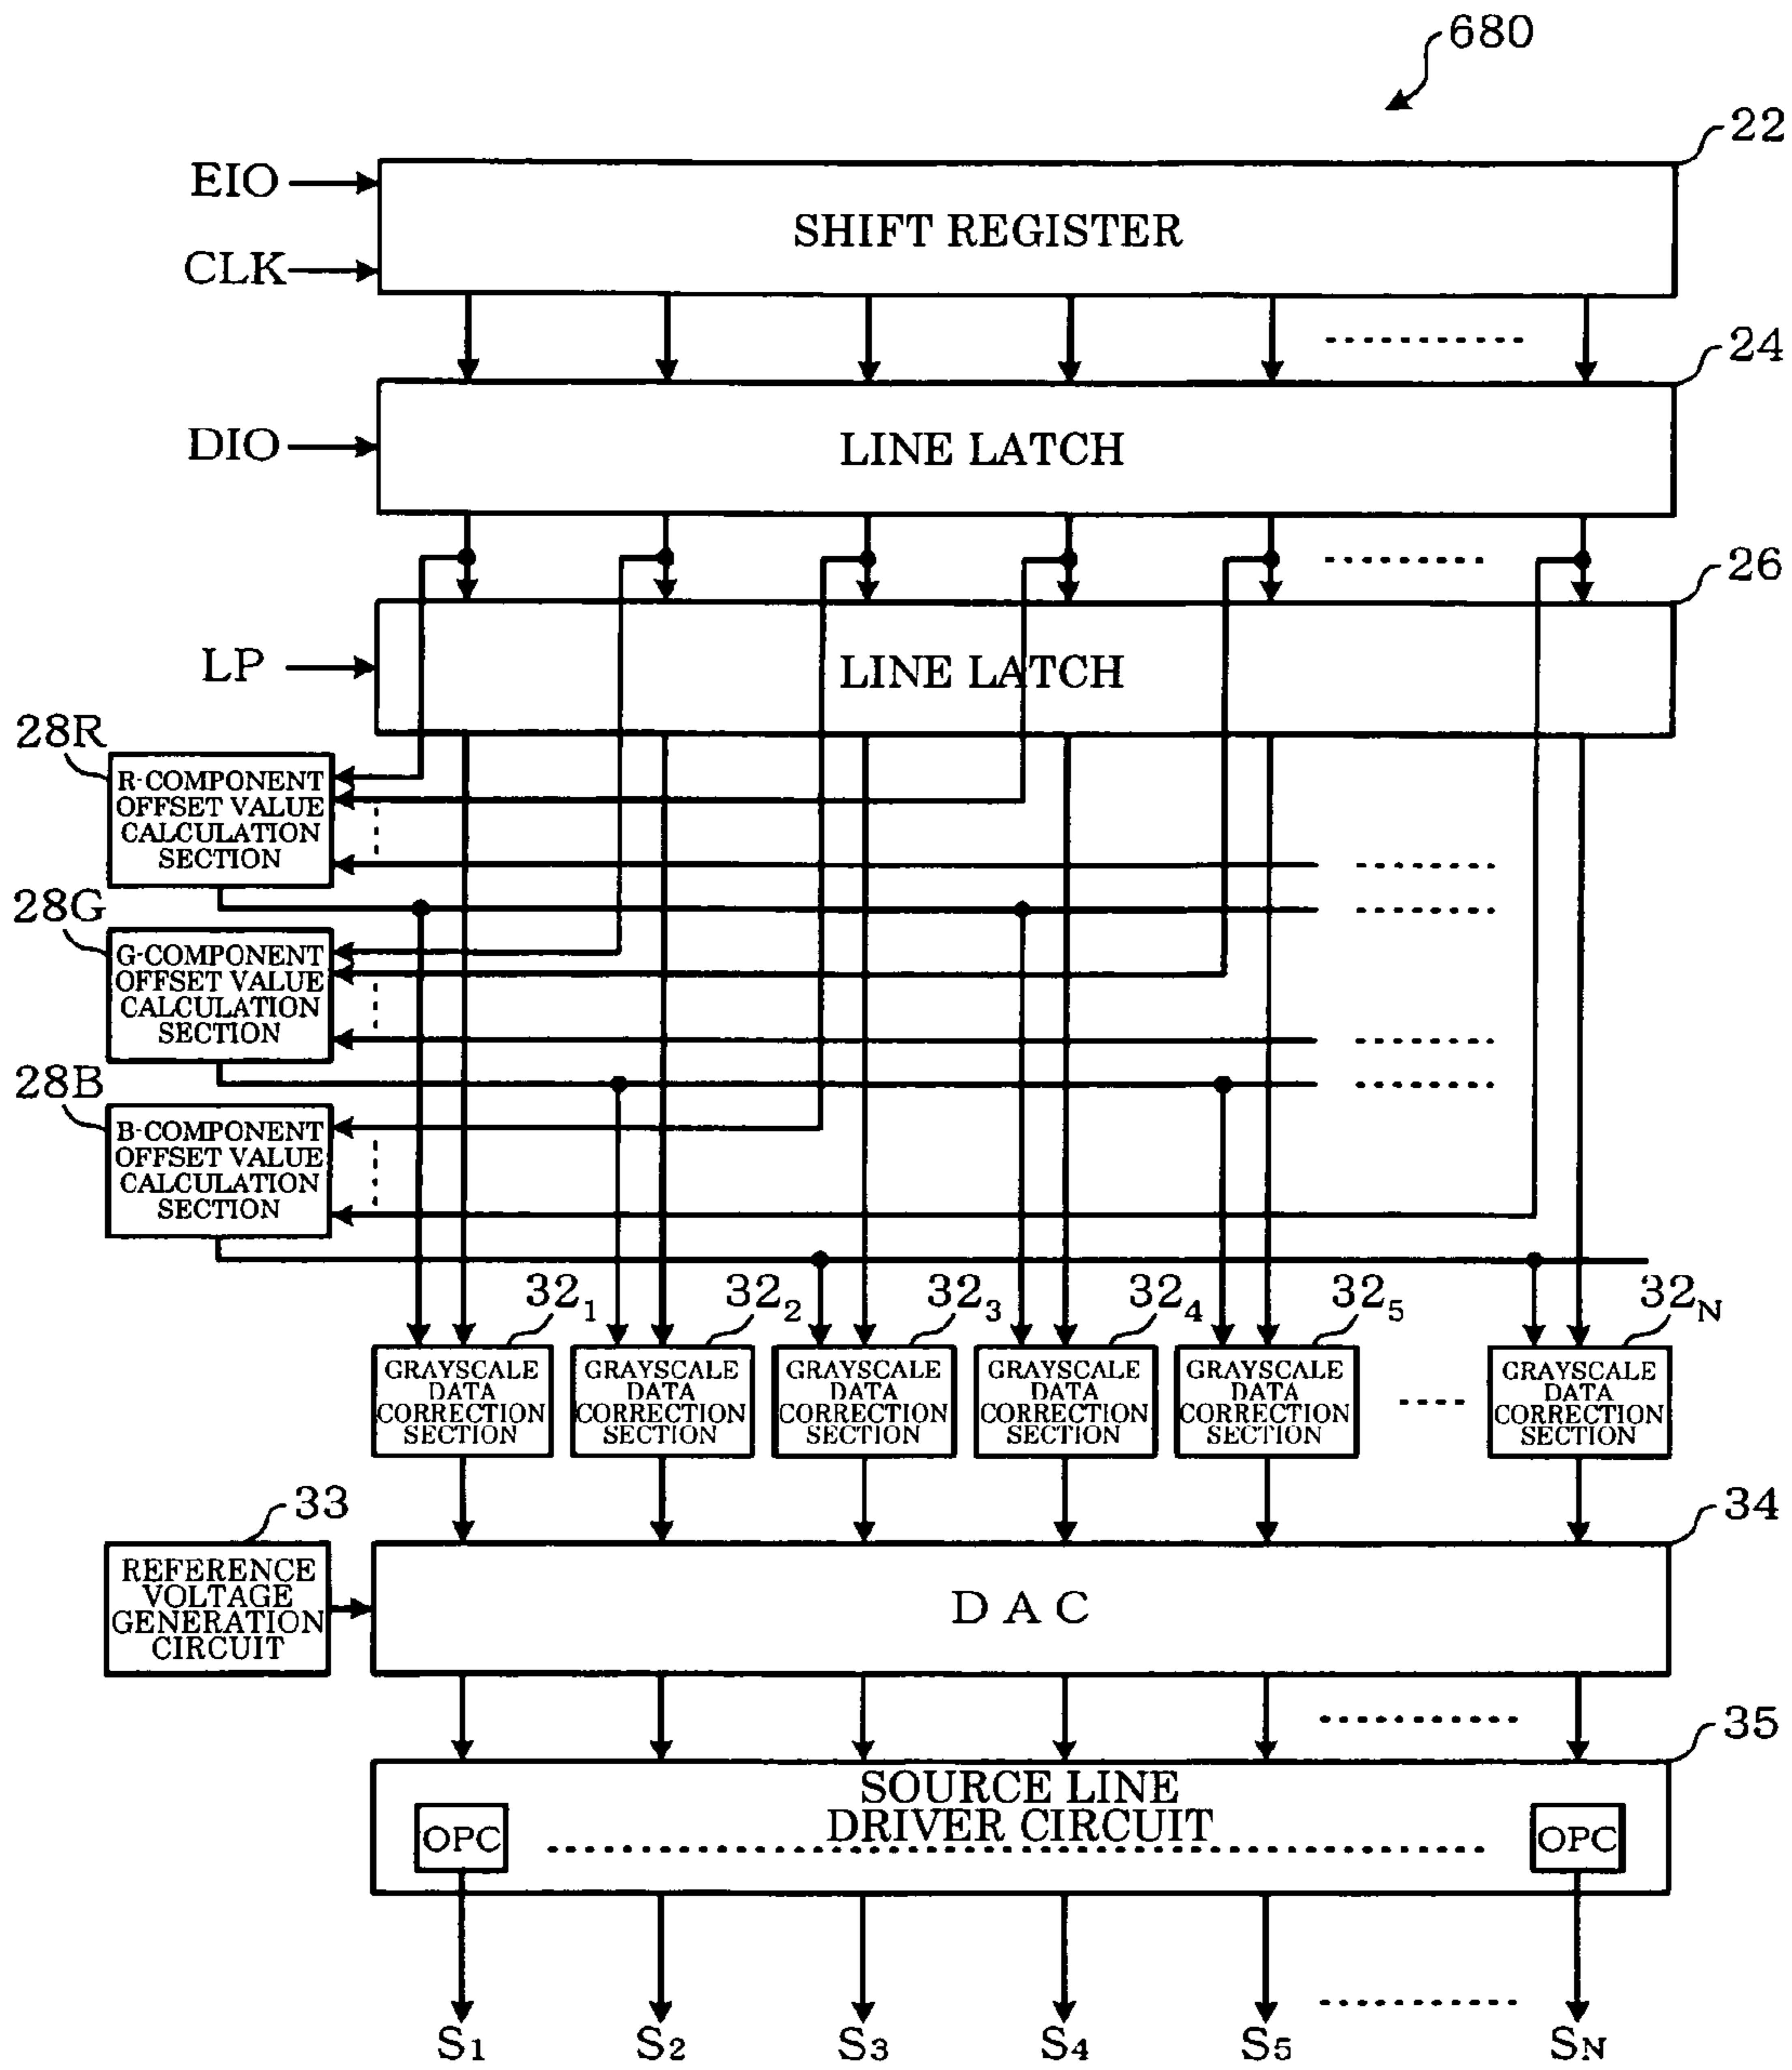 680
22
EIO
CLK
SHIFT REGISTER
24
DIO
LINE LATCH
26
LP
LINE LATCH
28R
R-COMPONENT
OFFSET VALUE
CALCULATION
SECTION
28G
G-COMPONENT
OFFSET VALUE
CALCULATION
SECTION
28B
B-COMPONENT
OFFSET VALUE
CALCULATION
SECTION
32₁ 32₂ 32₃ 32₄ 32₅ 32N
GRAYSCALE
DATA
CORRECTION
SECTION
GRAYSCALE
DATA
CORRECTION
SECTION
GRAYSCALE
DATA
CORRECTION
SECTION
GRAYSCALE
DATA
CORRECTION
SECTION
GRAYSCALE
DATA
CORRECTION
SECTION
GRAYSCALE
DATA
CORRECTION
SECTION
33
REFERENCE
VOLTAGE
GENERATION
CIRCUIT
34
DAC
35
SOURCE LINE
DRIVER CIRCUIT
OPC
OPC
S1 S2 S3 S4 S5 SN